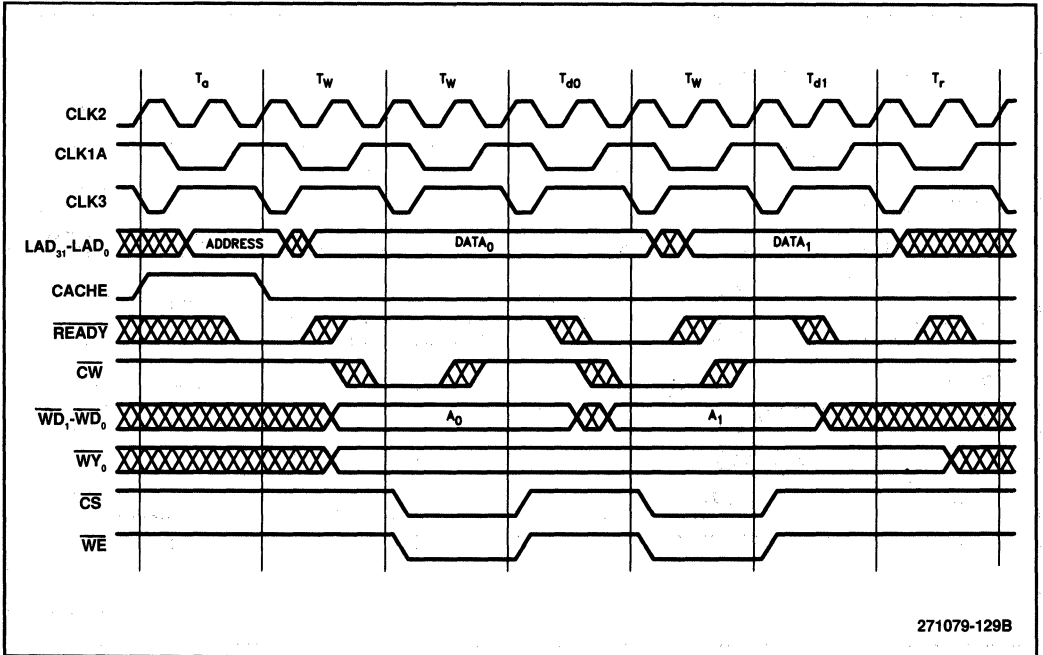 Ta Tw Tw Td0 Tw Td1 Tr
CLK2
CLK1A
CLK3
LAD31-LAD0 ADDRESS DATA0 DATA1
CACHE
READY
CW
WD1-WD0 A0 A1
WY0
CS
WE
271079-129B